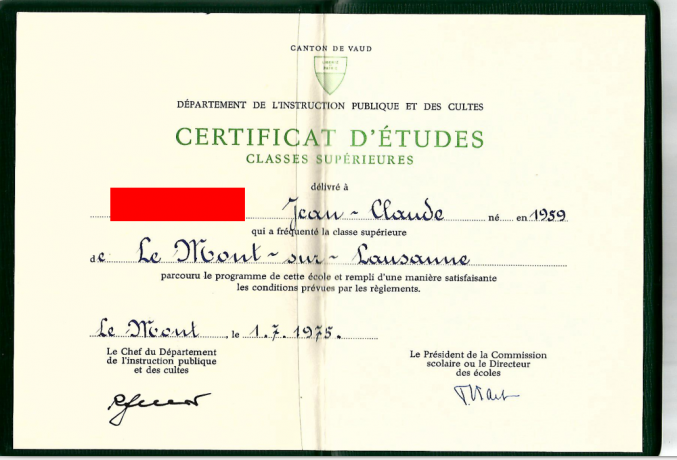 CANTON DE VAUD
LIBERTÉ
ET
PATRIE
DÉPARTEMENT DE L'INSTRUCTION PUBLIQUE ET DES CULTES
CERTIFICAT D'ÉTUDES
CLASSES SUPÉRIEURES
délivré à
Jean-Claude né en 1959
qui a fréquenté la classe supérieure
de Le Mont-sur-Lausanne
parcouru le programme de cette école et rempli d'une manière satisfaisante
les conditions prévues par les règlements.
Le Mont, le 1.7.1975.
Le Chef du Département
de l'instruction publique
et des cultes
Le Président de la Commission
scolaire ou le Directeur
des écoles